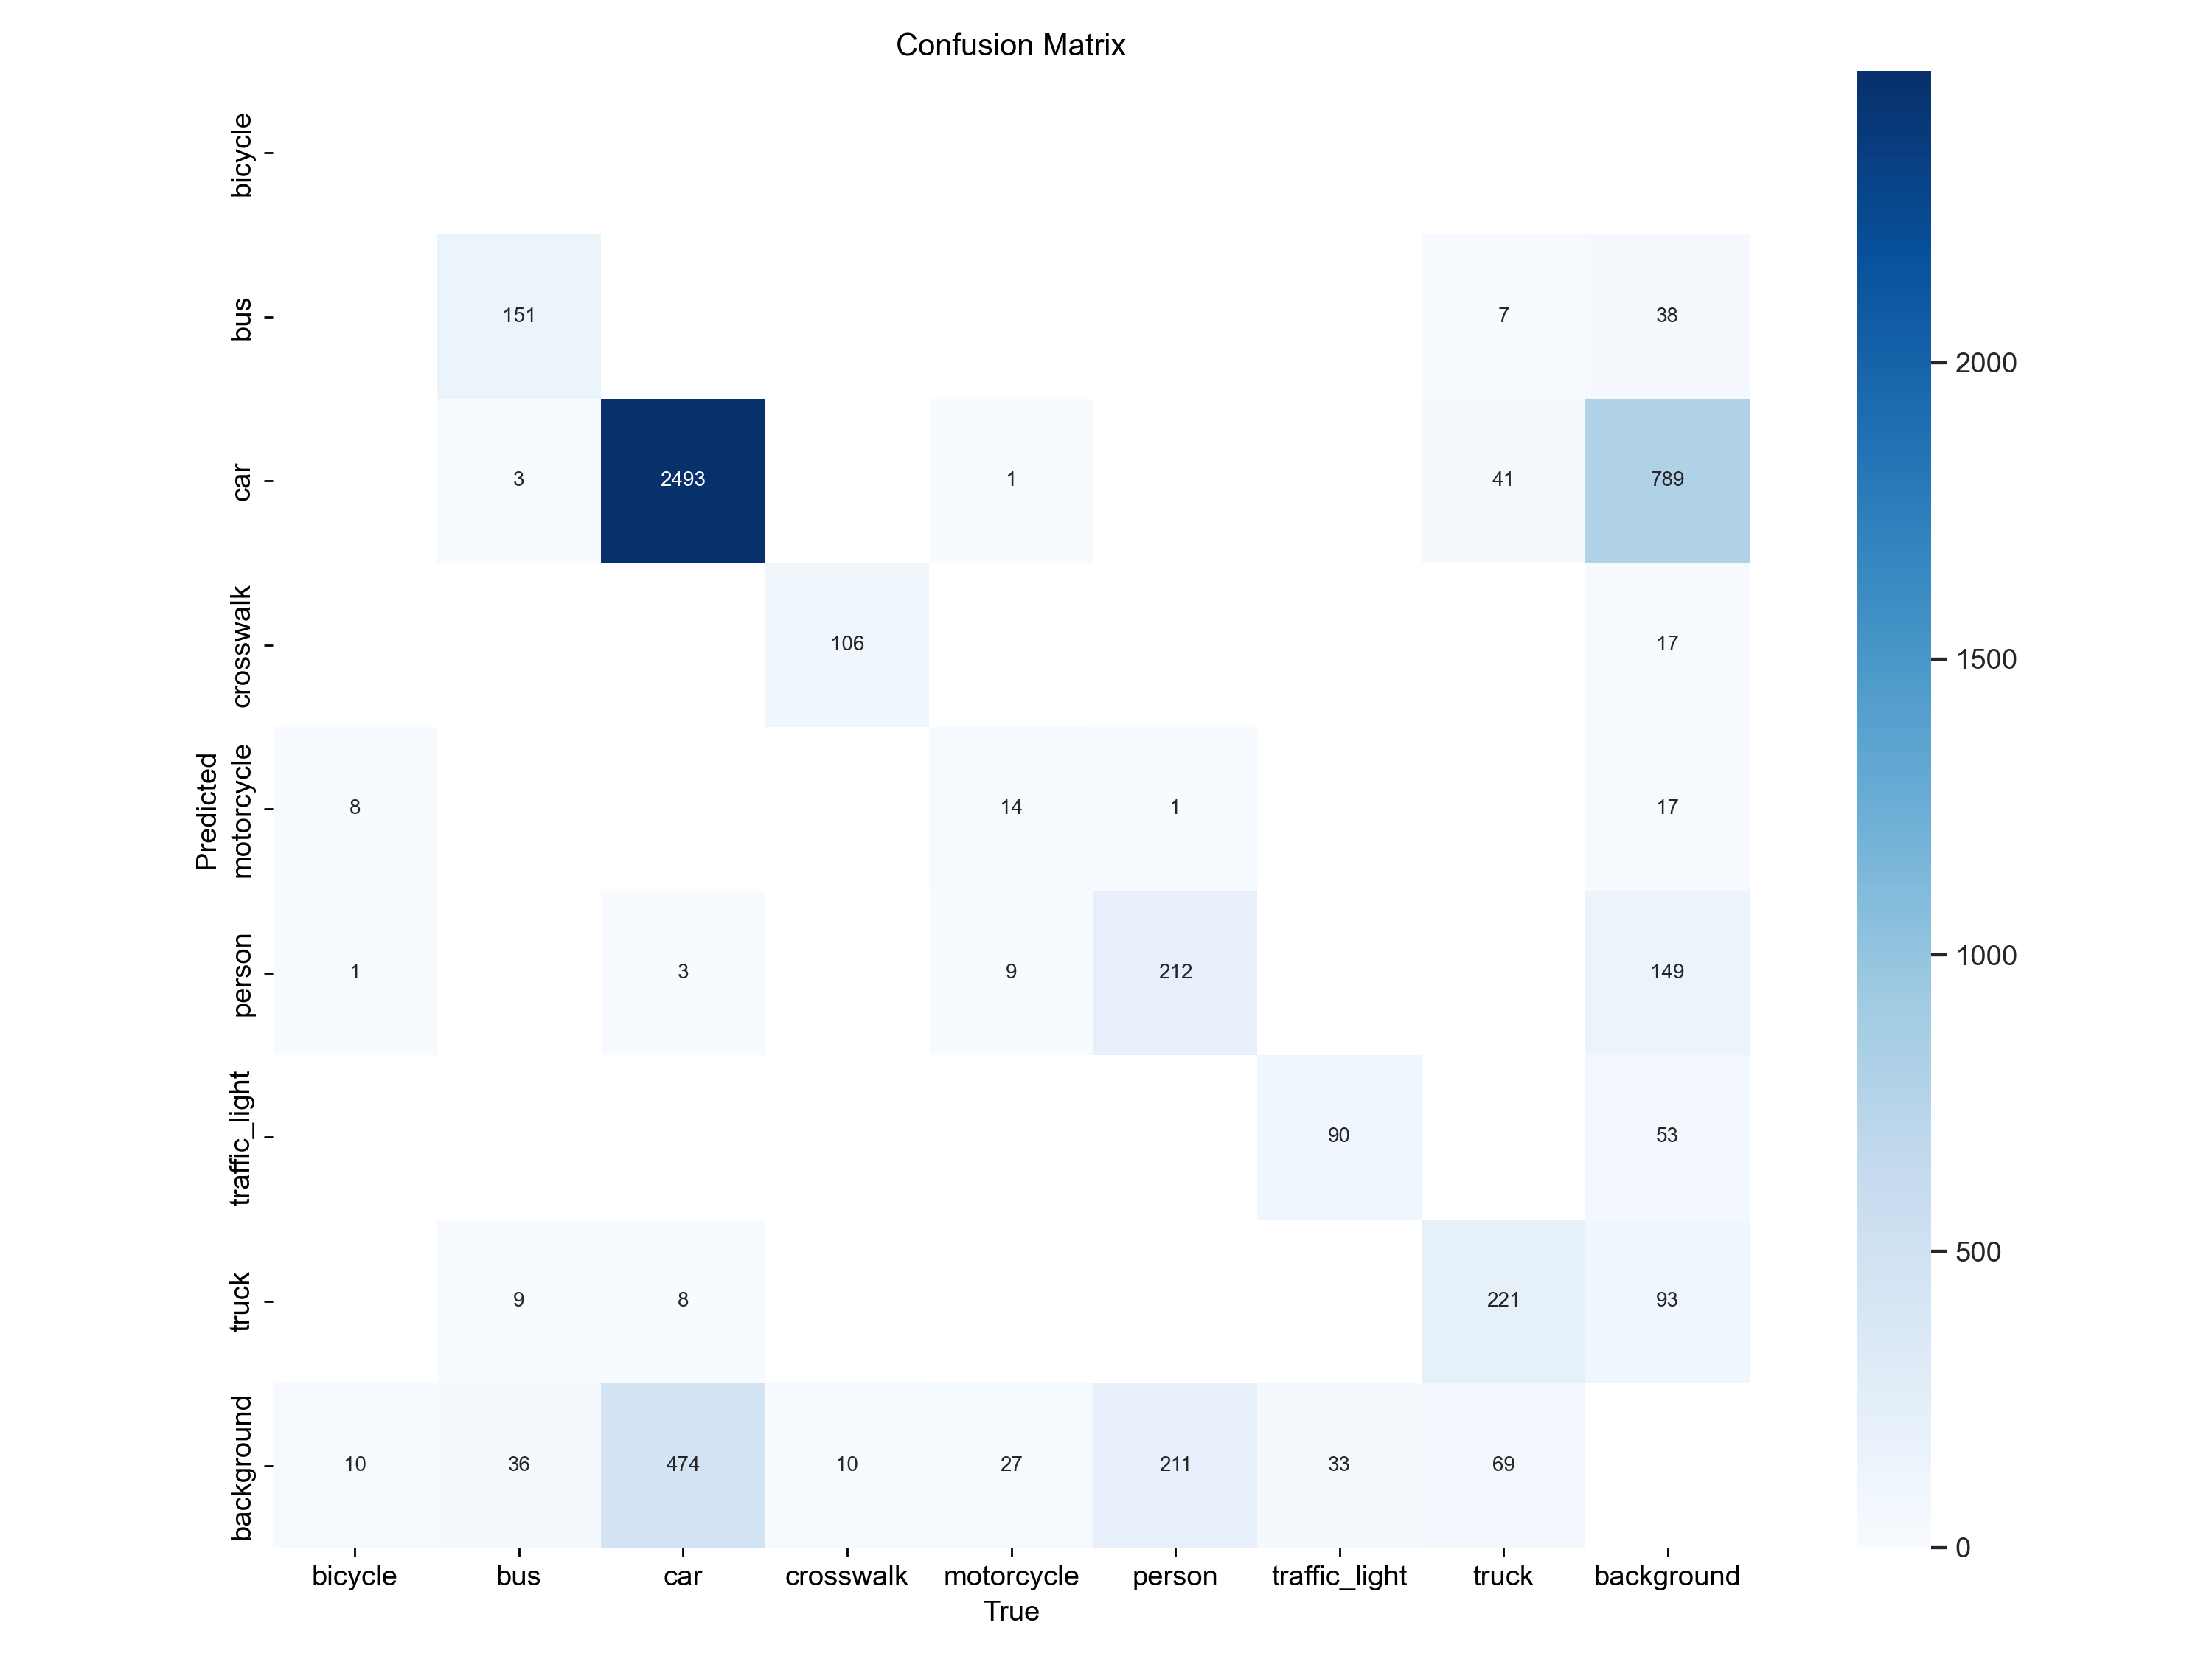 Confusion Matrix
bicycle
bus
151
7
38
car
3
2493
1
41
789
crosswalk
106
17
motorcycle
8
14
1
17
person
1
3
9
212
149
traffic_light
90
53
truck
9
8
221
93
background
10
36
474
10
27
211
33
69
Predicted
bicycle
bus
car
crosswalk
motorcycle
person
traffic_light
truck
background
True
2000
1500
1000
500
0